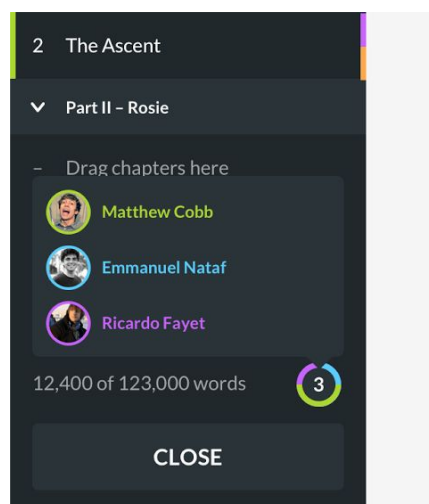 2 The Ascent
Part II – Rosie
– Drag chapters here
Matthew Cobb
Emmanuel Nataf
Ricardo Fayet
12,400 of 123,000 words 3
CLOSE